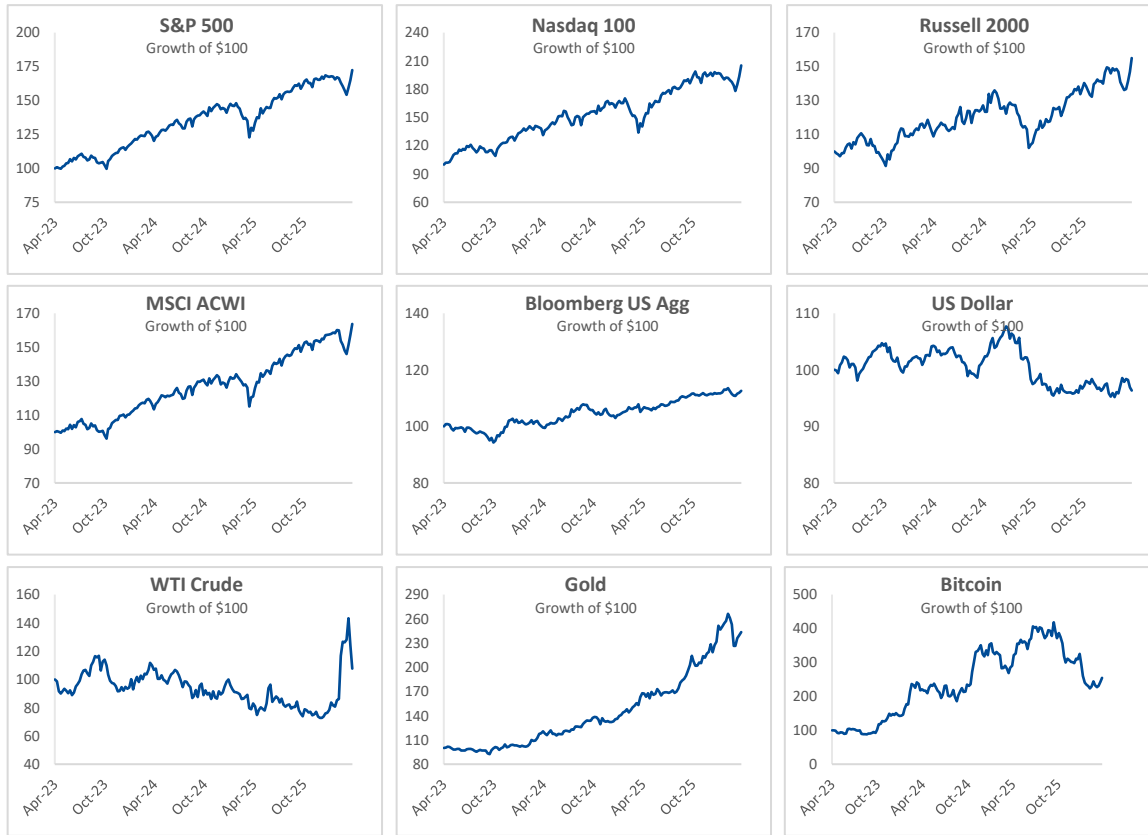 S&P 500
Growth of $100
200
175
150
125
100
75
Apr-23
Oct-23
Apr-24
Oct-24
Apr-25
Oct-25
Nasdaq 100
Growth of $100
240
210
180
150
120
90
60
Apr-23
Oct-23
Apr-24
Oct-24
Apr-25
Oct-25
Russell 2000
Growth of $100
170
150
130
110
90
70
Apr-23
Oct-23
Apr-24
Oct-24
Apr-25
Oct-25
MSCI ACWI
Growth of $100
170
150
130
110
90
70
Apr-23
Oct-23
Apr-24
Oct-24
Apr-25
Oct-25
Bloomberg US Agg
Growth of $100
140
120
100
80
Apr-23
Oct-23
Apr-24
Oct-24
Apr-25
Oct-25
US Dollar
Growth of $100
110
100
90
80
Apr-23
Oct-23
Apr-24
Oct-24
Apr-25
Oct-25
WTI Crude
Growth of $100
160
140
120
100
80
60
40
Apr-23
Oct-23
Apr-24
Oct-24
Apr-25
Oct-25
Gold
Growth of $100
290
260
230
200
170
140
110
80
Apr-23
Oct-23
Apr-24
Oct-24
Apr-25
Oct-25
Bitcoin
Growth of $100
500
400
300
200
100
0
Apr-23
Oct-23
Apr-24
Oct-24
Apr-25
Oct-25